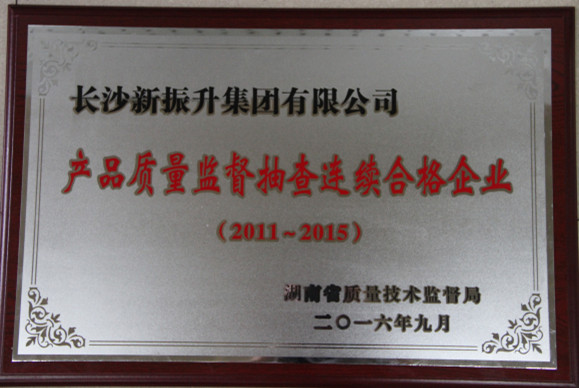 长沙新振升集团有限公司
产品质量监督抽查连续合格企业
（2011~2015）
湖南省质量技术监督局
二〇一六年九月